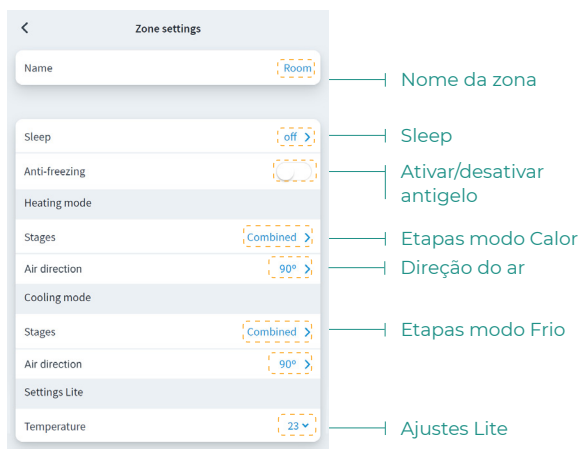 Zone settings
Name Room
Nome da zona
Sleep off
Sleep
Anti-freezing
Ativar/desativar
antigelo
Heating mode
Stages Combined
Etapas modo Calor
Air direction 90º
Direção do ar
Cooling mode
Stages Combined
Etapas modo Frio
Air direction 90º
Settings Lite
Temperature 23
Ajustes Lite